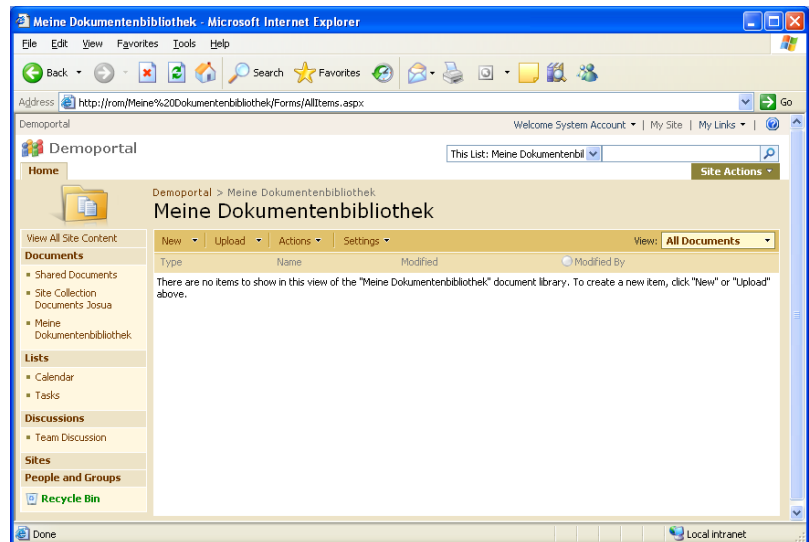 Meine Dokumentenbibliothek - Microsoft Internet Explorer
File Edit View Favorites Tools Help
Back Search Favorites
Address http://rom/Meine%20Dokumentenbibliothek/Forms/AllItems.aspx Go
Demoportal Welcome System Account | My Site | My Links |
Demoportal This List: Meine Dokumentenbil
Home Site Actions
Demoportal > Meine Dokumentenbibliothek
Meine Dokumentenbibliothek
View All Site Content
New Upload Actions Settings View: All Documents
Documents
Type Name Modified Modified By
Shared Documents
Site Collection
Documents Josua
Meine
Dokumentenbibliothek
There are no items to show in this view of the "Meine Dokumentenbibliothek" document library. To create a new item, click "New" or "Upload"
above.
Lists
Calendar
Tasks
Discussions
Team Discussion
Sites
People and Groups
Recycle Bin
Done Local intranet